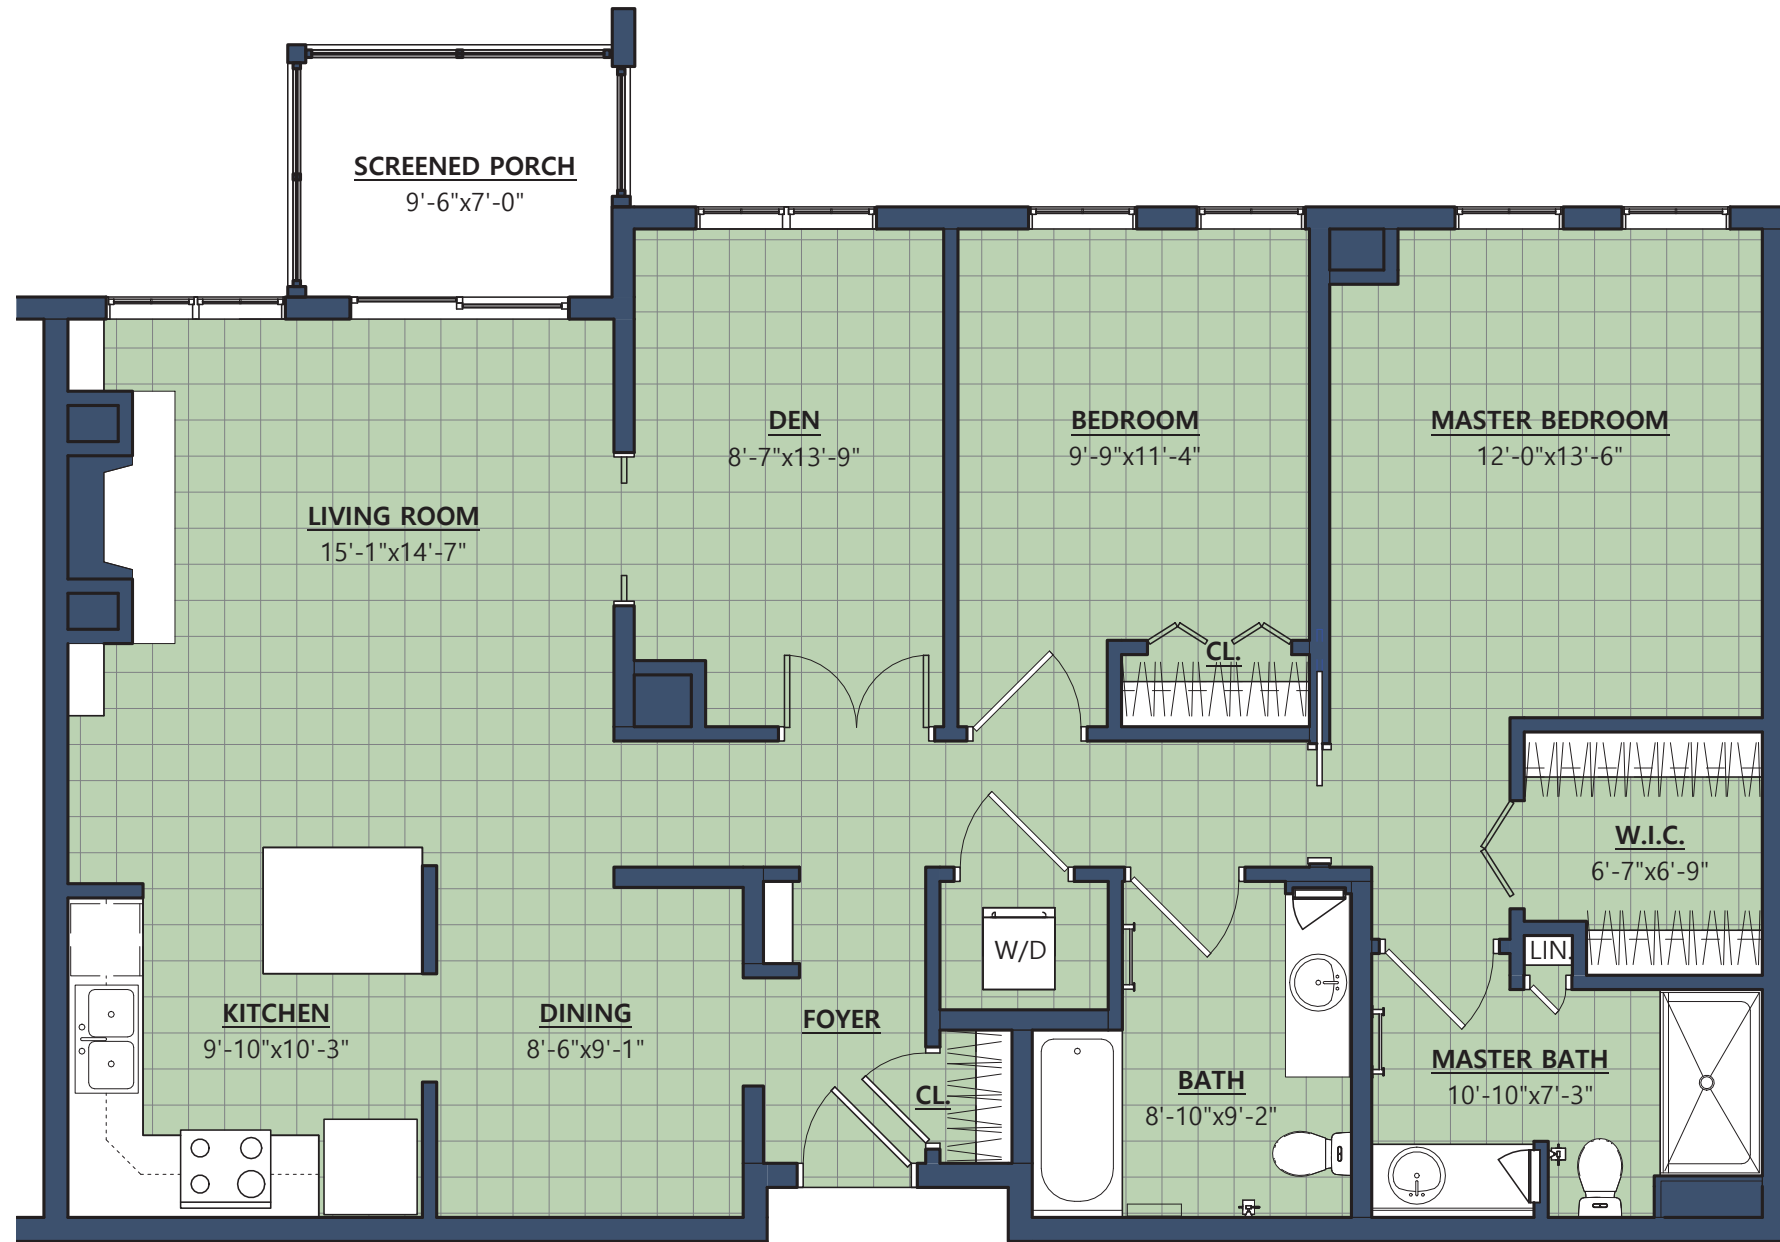 SCREENED PORCH
9'-6"x7'-0"
DEN
8'-7"x13'-9"
BEDROOM
9'-9"x11'-4"
MASTER BEDROOM
12'-0"x13'-6"
LIVING ROOM
15'-1"x14'-7"
CL.
W.I.C.
6'-7"x6'-9"
W/D
LIN.
KITCHEN
9'-10"x10'-3"
DINING
8'-6"x9'-1"
FOYER
CL.
BATH
8'-10"x9'-2"
MASTER BATH
10'-10"x7'-3"